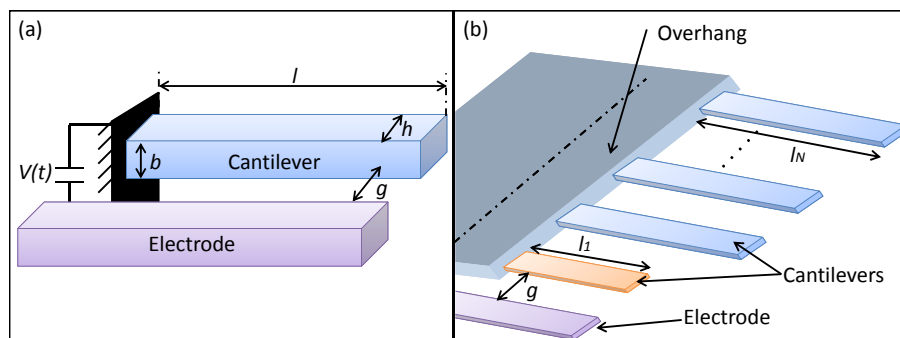 (a)
l
h
b
Cantilever
V(t)
g
Electrode
(b)
Overhang
lN
l1
Cantilevers
g
Electrode